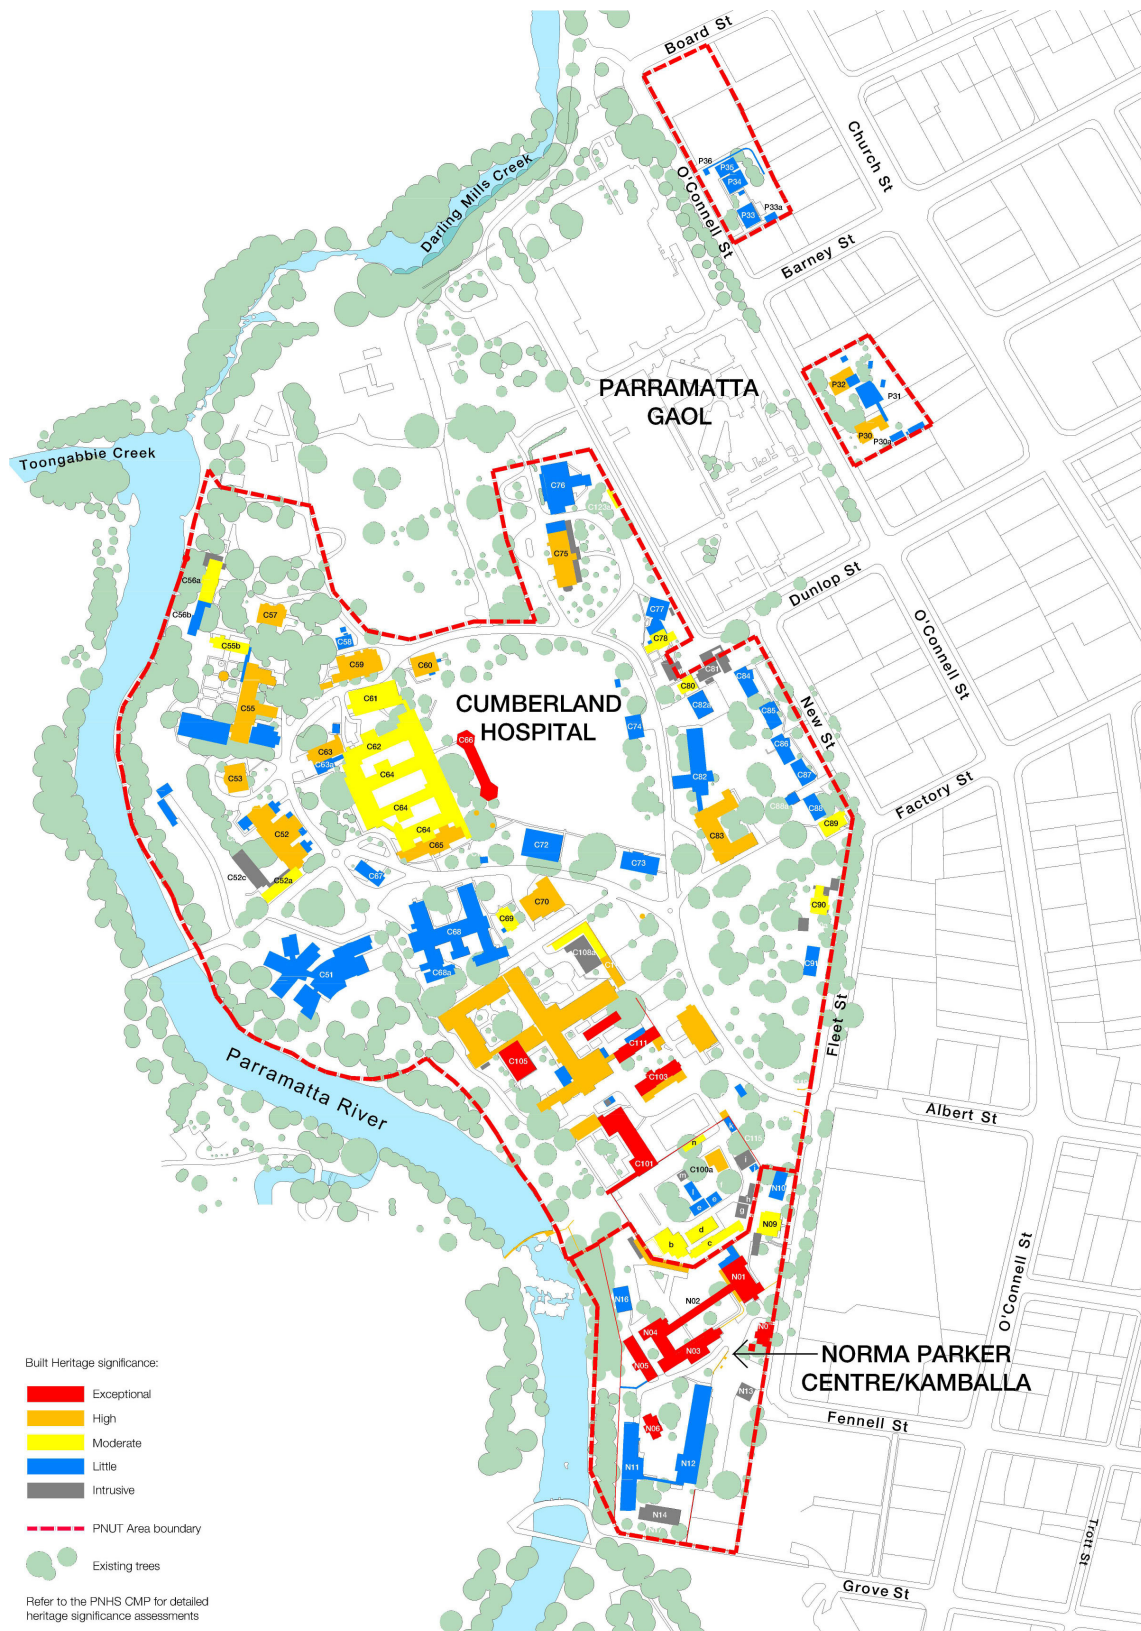 Board St
Church St
P36
P35
P34
P33a
P33
O'Connell St
Barney St
Darling Mills Creek
PARRAMATTA
GAOL
P32
P31
P30
P30a
Toongabbie Creek
C76
C122a
C75
Dunlop St
O'Connell St
C56a
C56b
C57
C77
C78
C58
C55b
C59
C60
C81
C80
C84
C82a
C85
New St
C61
CUMBERLAND
HOSPITAL
C55
C74
C86
C62
C63
C63a
C66
C64
C53
C82
C87
C88a
C88
C89
Factory St
C64
C64
C65
C83
C52
C72
C73
C52c
C52a
C67
C90
C70
C69
C68
C68a
C108a
C51
C91
Fleet St
C111
C105
C103
Parramatta River
Albert St
k
C115
n
C101
C100a
i
m
j
l
e
o
h
g
N10
N09
d
b
c
N01
N16
N02
O'Connell St
N04
N03
N05
NORMA PARKER
CENTRE/KAMBALLA
N13
Fennell St
N06
N11
N12
N14
Trott St
Grove St
Built Heritage significance:
Exceptional
High
Moderate
Little
Intrusive
PNUT Area boundary
Existing trees
Refer to the PNHS CMP for detailed
heritage significance assessments